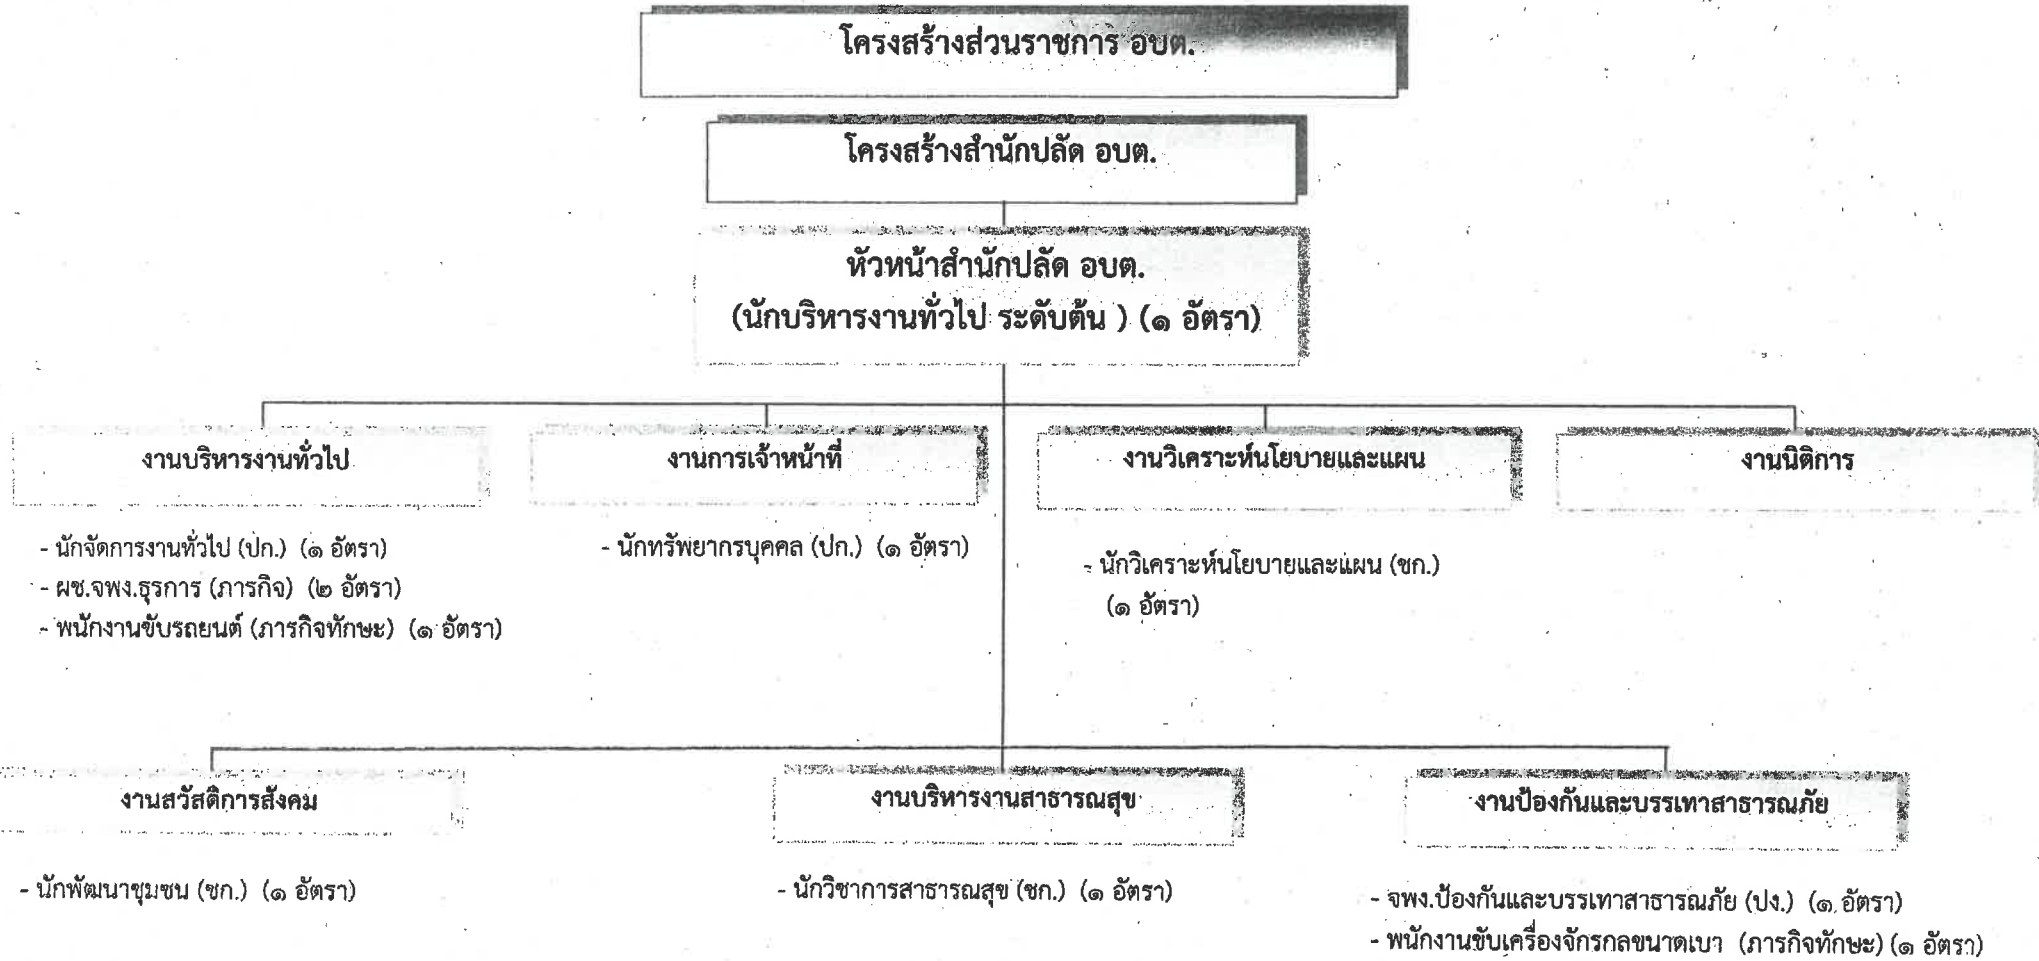 โครงสร้างส่วนราชการ อบต.
โครงสร้างสำนักปลัด อบต.
หัวหน้าสำนักปลัด อบต.
(นักบริหารงานทั่วไป ระดับต้น ) (๑ อัตรา)
งานบริหารงานทั่วไป
- นักจัดการงานทั่วไป (ปก.) (๑ อัตรา)
- ผช.จพง.ธุรการ (ภารกิจ) (๒ อัตรา)
- พนักงานขับรถยนต์ (ภารกิจทักษะ) (๑ อัตรา)
งานการเจ้าหน้าที่
- นักทรัพยากรบุคคล (ปก.) (๑ อัตรา)
งานวิเคราะห์นโยบายและแผน
- นักวิเคราะห์นโยบายและแผน (ชก.)
(๑ อัตรา)
งานนิติการ
งานสวัสดิการสังคม
- นักพัฒนาชุมชน (ชก.) (๑ อัตรา)
งานบริหารงานสาธารณสุข
- นักวิชาการสาธารณสุข (ชก.) (๑ อัตรา)
งานป้องกันและบรรเทาสาธารณภัย
- จพง.ป้องกันและบรรเทาสาธารณภัย (ปง.) (๑ อัตรา)
- พนักงานขับเครื่องจักรกลขนาดเบา (ภารกิจทักษะ) (๑ อัตรา)